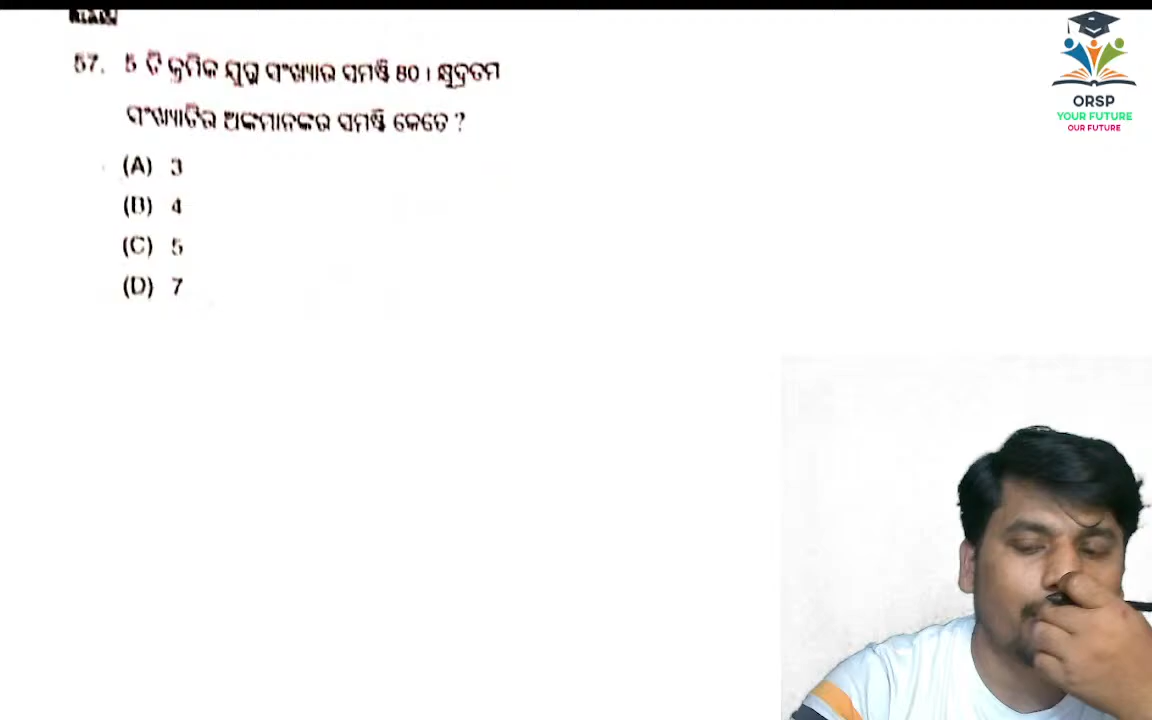 57. 5 ଟି କ୍ରମିକ ଯୁଗ୍ମ ସଂଖ୍ୟାର ସମଷ୍ଟି 80 । କ୍ଷୁଦ୍ରତମ
ସଂଖ୍ୟାଟିର ଅଙ୍କମାନଙ୍କର ସମଷ୍ଟି କେତେ ?
(A) 3
(B) 4
(C) 5
(D) 7
ORSP
YOUR FUTURE
OUR FUTURE